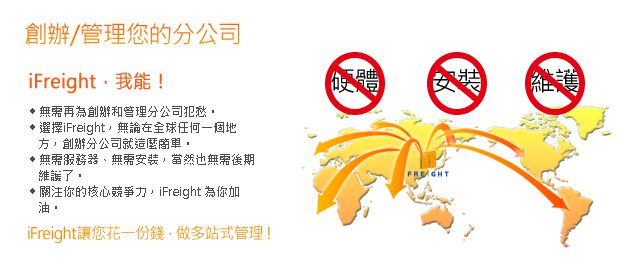 創辦/管理您的分公司
iFreight，我能！
◆ 無需再為創辦和管理分公司犯愁。
◆ 選擇iFreight，無論在全球任何一個地
方，創辦分公司就這麼簡單。
◆ 無需服務器、無需安裝，當然也無需後期
維護了。
◆ 關注你的核心競爭力，iFreight 為你加
油。
iFreight讓您花一份錢，做多站式管理！
硬體 安裝 維護
FREIGHT